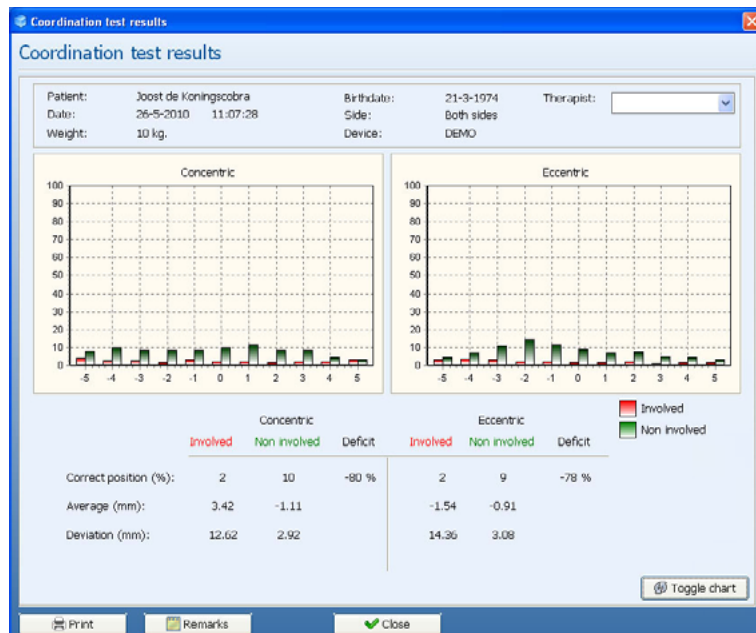 Coordination test results
Coordination test results
Patient: Joost de Koningscobra Birthdate: 21-3-1974 Therapist:
Date: 26-5-2010 11:07:28 Side: Both sides
Weight: 10 kg. Device: DEMO
Concentric Eccentric
100 100
90 90
80 80
70 70
60 60
50 50
40 40
30 30
20 20
10 10
0 0
-5 -4 -3 -2 -1 0 1 2 3 4 5 -5 -4 -3 -2 -1 0 1 2 3 4 5
Involved
Non involved
Concentric Eccentric
Involved Non involved Deficit Involved Non involved Deficit
Correct position (%): 2 10 -80 % 2 9 -78 %
Average (mm): 3.42 -1.11 -1.54 -0.91
Deviation (mm): 12.62 2.92 14.36 3.08
Toggle chart
Print Remarks Close